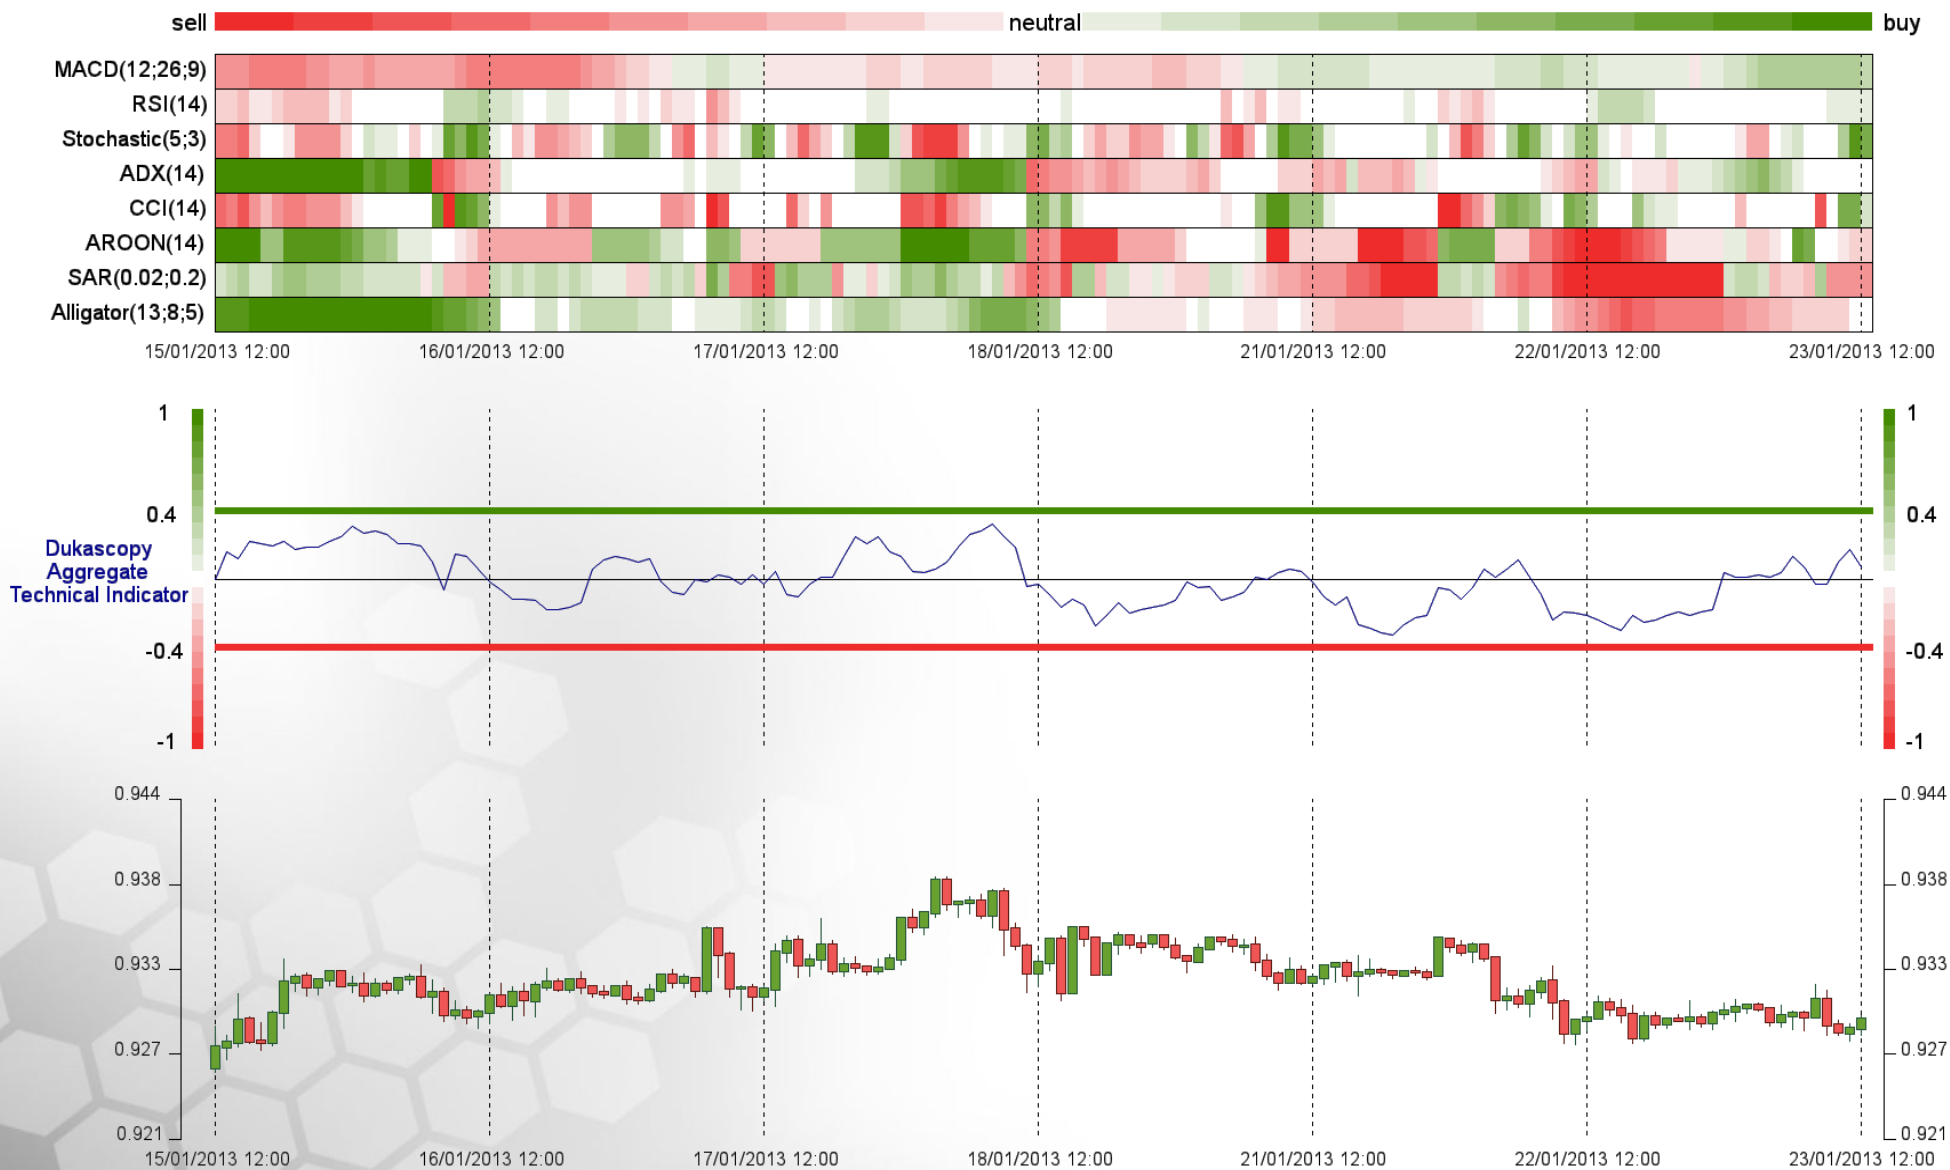 sell neutral buy
MACD(12;26;9)
RSI(14)
Stochastic(5;3)
ADX(14)
CCI(14)
AROON(14)
SAR(0.02;0.2)
Alligator(13;8;5)
15/01/2013 12:00 16/01/2013 12:00 17/01/2013 12:00 18/01/2013 12:00 21/01/2013 12:00 22/01/2013 12:00 23/01/2013 12:00
1 1
0.4 0.4
Dukascopy
Aggregate
Technical Indicator
-0.4 -0.4
-1 -1
0.944 0.944
0.938 0.938
0.933 0.933
0.927 0.927
0.921 0.921
15/01/2013 12:00 16/01/2013 12:00 17/01/2013 12:00 18/01/2013 12:00 21/01/2013 12:00 22/01/2013 12:00 23/01/2013 12:00